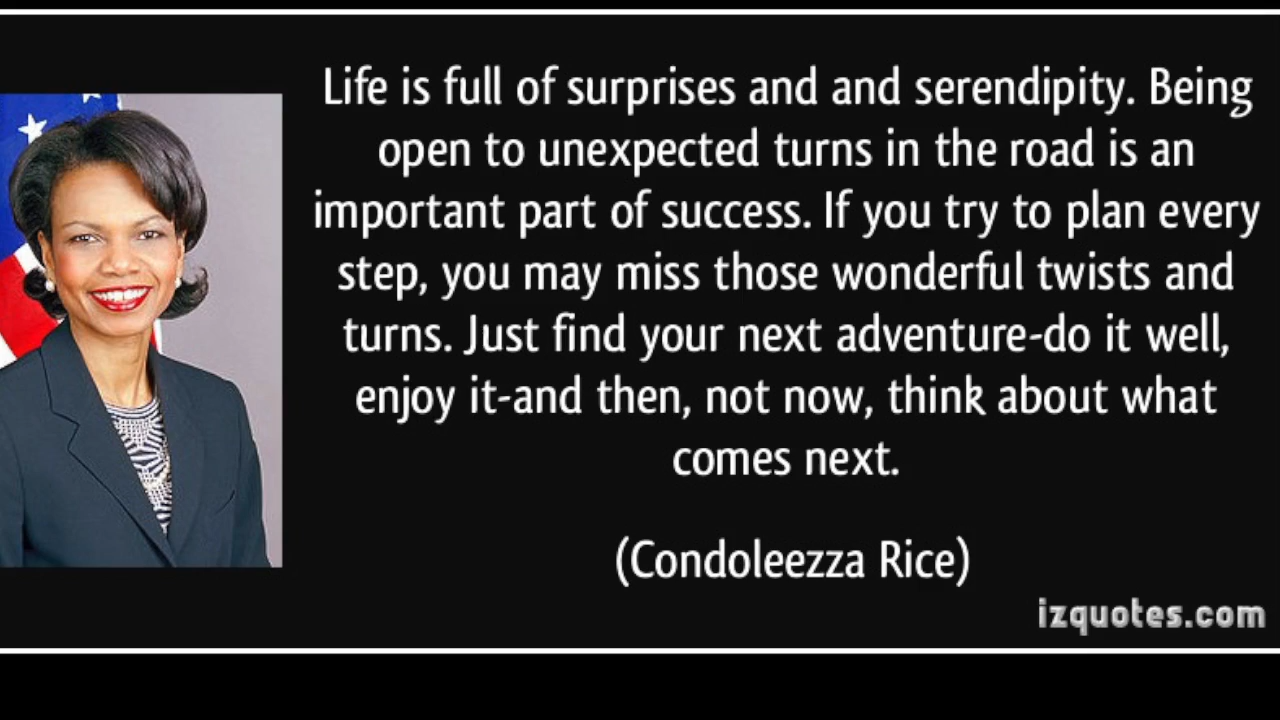 Life is full of surprises and and serendipity. Being
open to unexpected turns in the road is an
important part of success. If you try to plan every
step, you may miss those wonderful twists and
turns. Just find your next adventure-do it well,
enjoy it-and then, not now, think about what
comes next.
(Condoleezza Rice)
izquotes.com